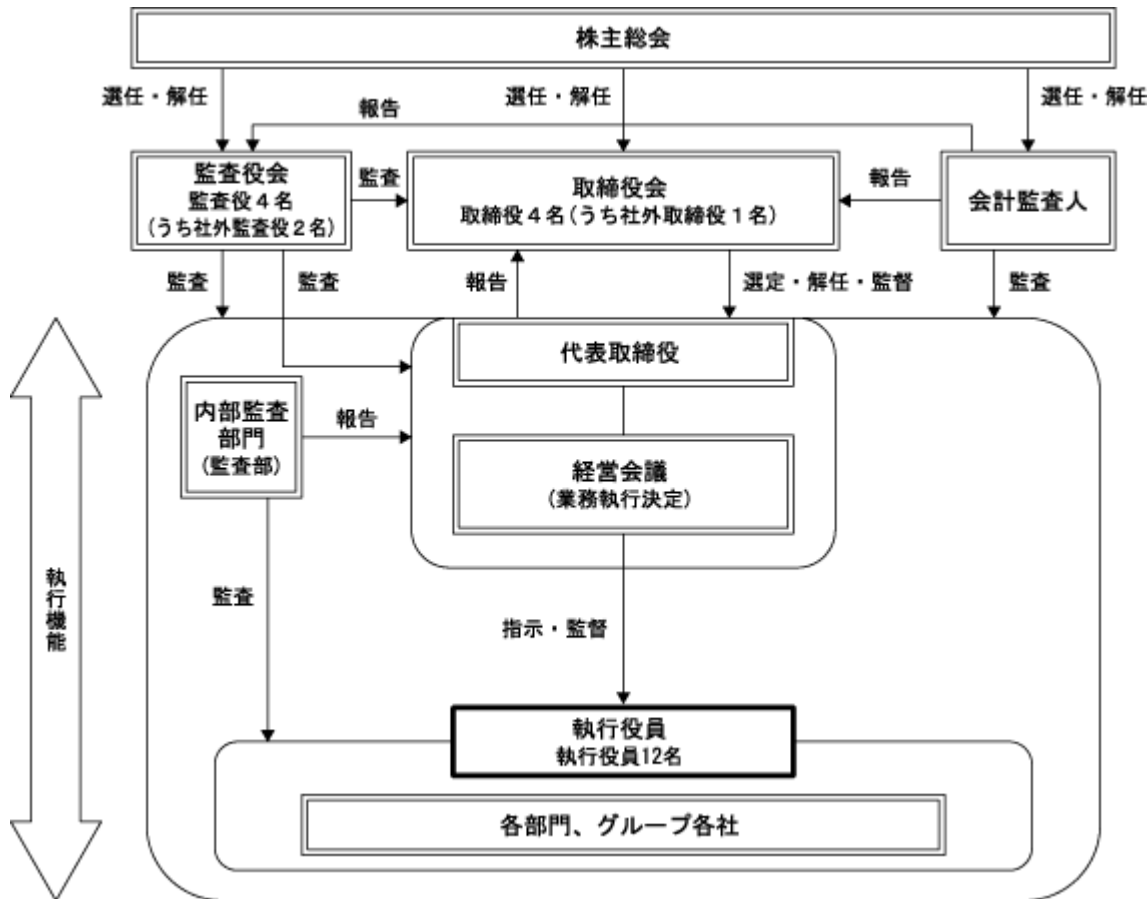 株主総会
選任・解任
選任・解任
選任・解任
報告
監査役会
監査役４名
(うち社外監査役２名)
監査
取締役会
取締役４名(うち社外取締役１名)
報告
会計監査人
監査
監査
報告
選定・解任・監督
監査
代表取締役
内部監査
部門
(監査部)
報告
経営会議
(業務執行決定)
執行機能
監査
指示・監督
執行役員
執行役員12名
各部門、グループ各社